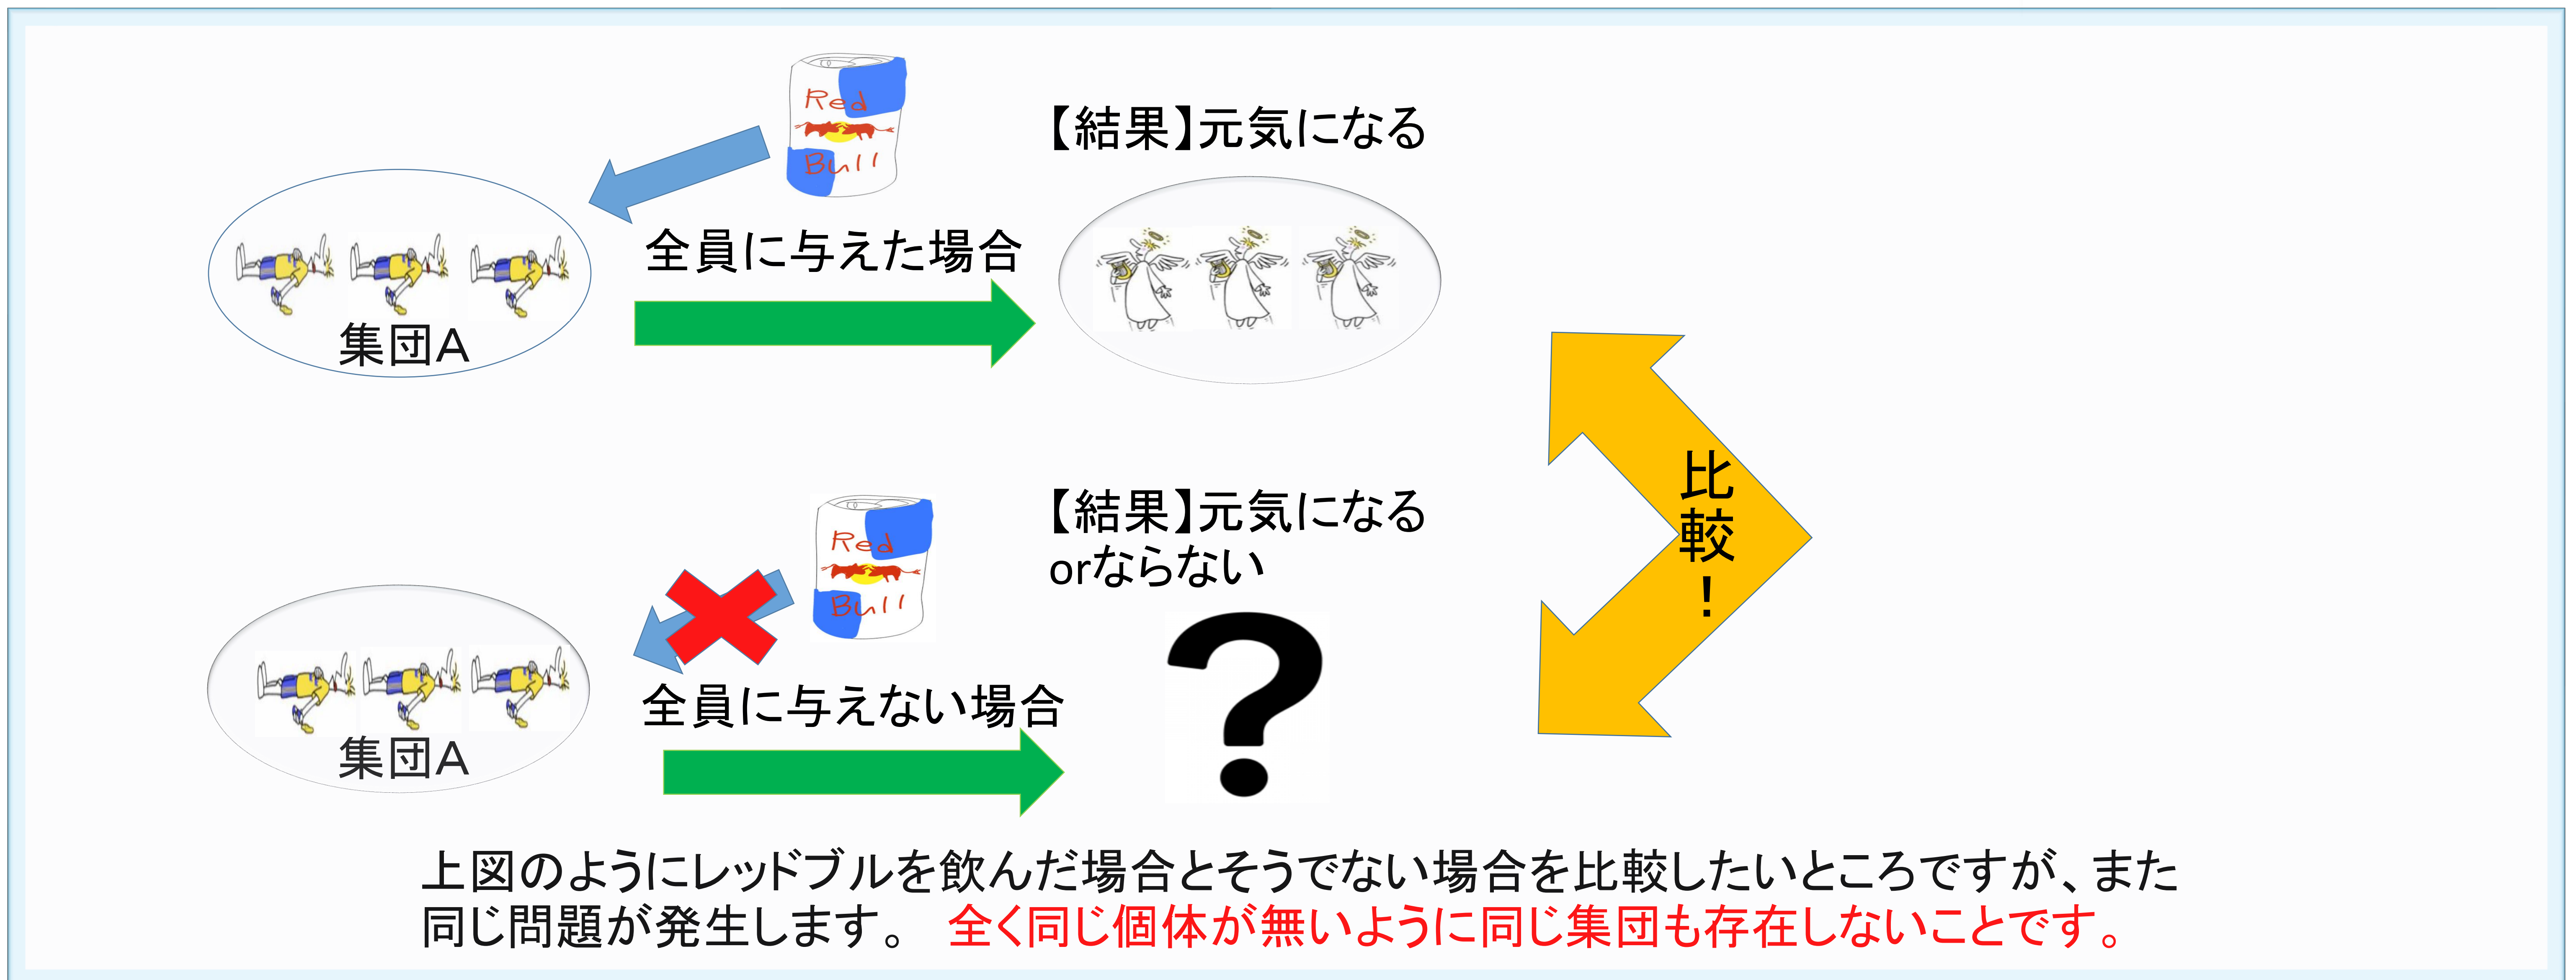 Red
Bull
【結果】元気になる
全員に与えた場合
集団A
比較！
Red
Bull
【結果】元気になる
orならない
全員に与えない場合
集団A
上図のようにレッドブルを飲んだ場合とそうでない場合を比較したいところですが、また
同じ問題が発生します。 全く同じ個体が無いように同じ集団も存在しないことです。